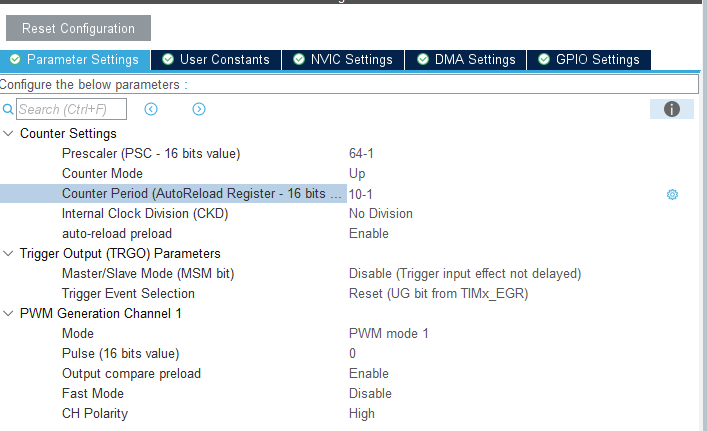 Reset Configuration
Parameter Settings User Constants NVIC Settings DMA Settings GPIO Settings
Configure the below parameters :
Search (Ctrl+F)
Counter Settings
Prescaler (PSC - 16 bits value) 64-1
Counter Mode Up
Counter Period (AutoReload Register - 16 bits ... 10-1
Internal Clock Division (CKD) No Division
auto-reload preload Enable
Trigger Output (TRGO) Parameters
Master/Slave Mode (MSM bit) Disable (Trigger input effect not delayed)
Trigger Event Selection Reset (UG bit from TIMx_EGR)
PWM Generation Channel 1
Mode PWM mode 1
Pulse (16 bits value) 0
Output compare preload Enable
Fast Mode Disable
CH Polarity High